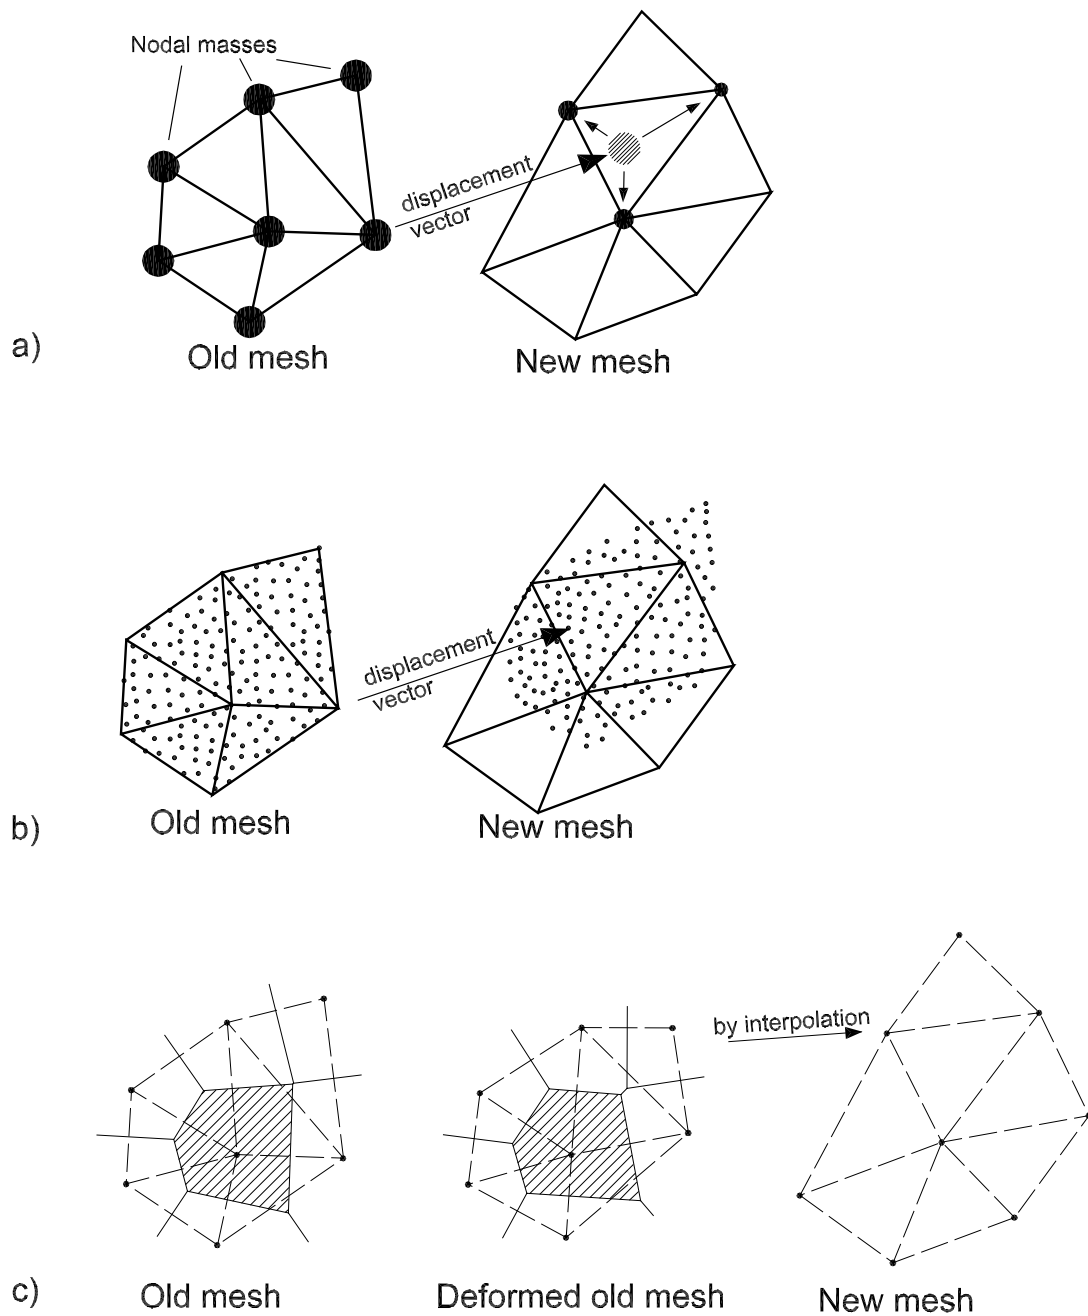 Nodal masses
displacement
vector
a)
Old mesh
New mesh
displacement
vector
b)
Old mesh
New mesh
by interpolation
c)
Old mesh
Deformed old mesh
New mesh